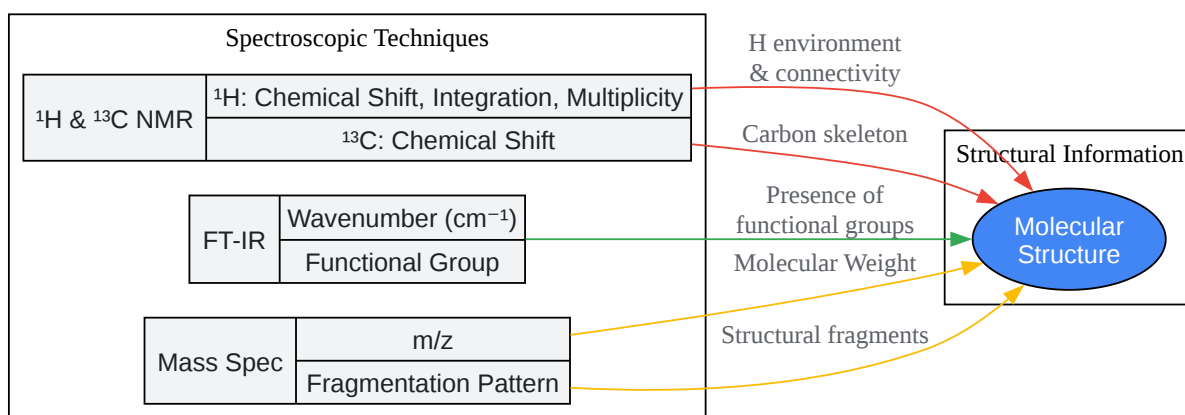 Spectroscopic Techniques
¹H & ¹³C NMR
¹H: Chemical Shift, Integration, Multiplicity
¹³C: Chemical Shift
FT-IR
Wavenumber (cm⁻¹)
Functional Group
Mass Spec
m/z
Fragmentation Pattern
H environment
& connectivity
Carbon skeleton
Presence of
functional groups
Molecular Weight
Structural fragments
Structural Information
Molecular
Structure